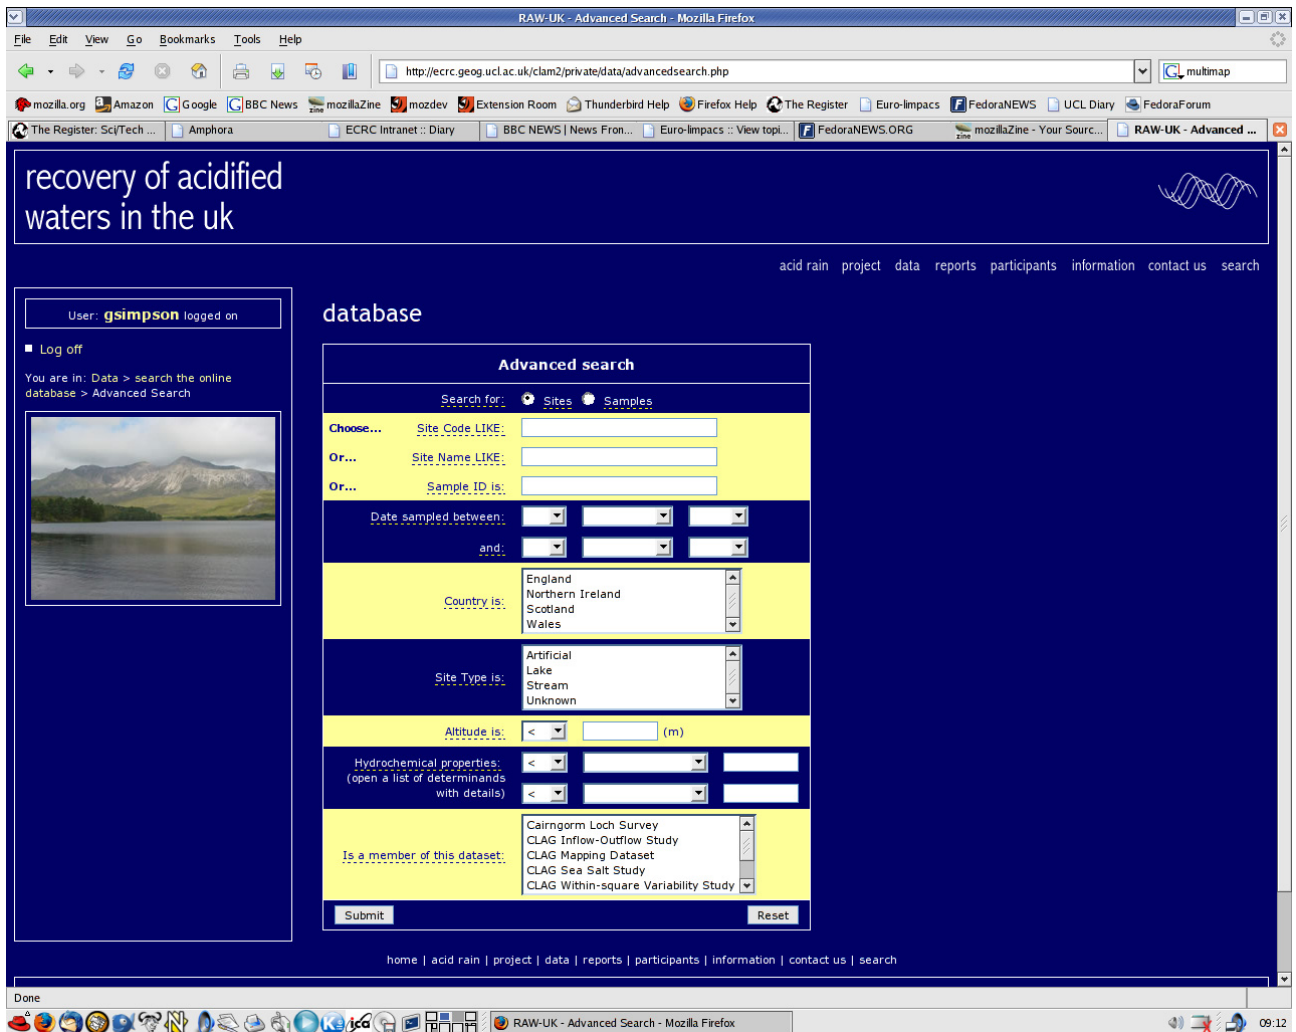 RAW-UK - Advanced Search - Mozilla Firefox
File Edit View Go Bookmarks Tools Help
http://ecrc.geog.ucl.ac.uk/clam2/private/data/advancedsearch.php
multimap
mozilla.org Amazon Google BBC News mozillaZine mozdev Extension Room Thunderbird Help Firefox Help The Register Euro-limpacs FedoraNEWS UCL Diary FedoraForum
The Register: Sci/Tech ... Amphora ECRC Intranet :: Diary BBC NEWS | News Fron... Euro-limpacs :: View topi... FedoraNEWS.ORG mozillaZine - Your Sourc... RAW-UK - Advanced ...
recovery of acidified
waters in the uk
acid rain project data reports participants information contact us search
User: gsimpson logged on
Log off
You are in: Data > search the online
database > Advanced Search
database
Advanced search
Search for: Sites Samples
Choose... Site Code LIKE:
Or... Site Name LIKE:
Or... Sample ID is:
Date sampled between:
and:
Country is:
England
Northern Ireland
Scotland
Wales
Site Type is:
Artificial
Lake
Stream
Unknown
Altitude is: < (m)
Hydrochemical properties: <
(open a list of determinands
with details) <
Is a member of this dataset:
Cairngorm Loch Survey
CLAG Inflow-Outflow Study
CLAG Mapping Dataset
CLAG Sea Salt Study
CLAG Within-square Variability Study
Submit Reset
home | acid rain | project | data | reports | participants | information | contact us | search
Done
RAW-UK - Advanced Search - Mozilla Firefox
09:12